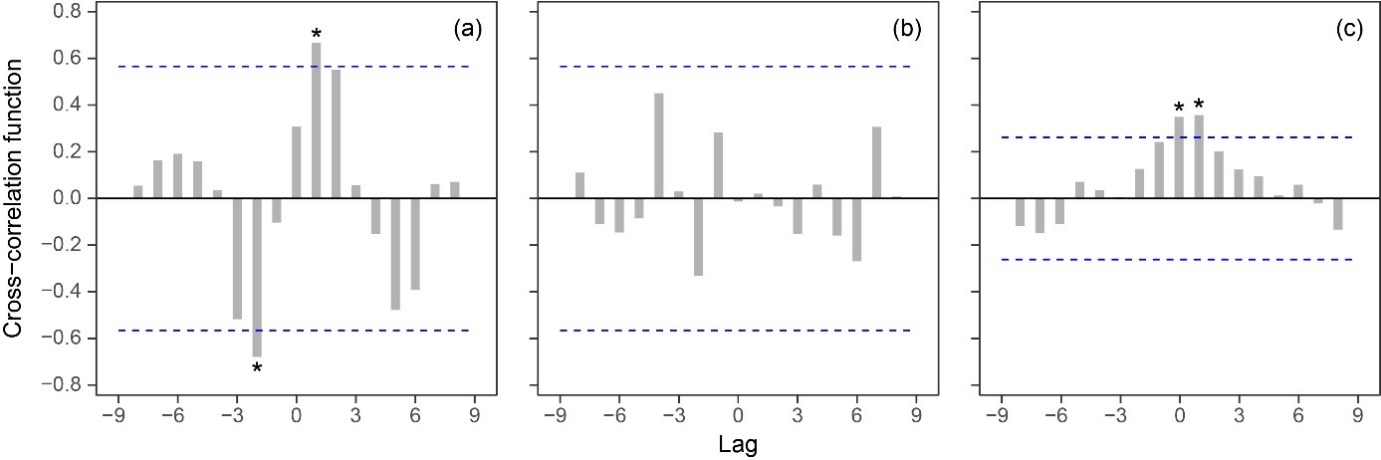 Cross−correlation function
0.8
0.6
0.4
0.2
0.0
−0.2
−0.4
−0.6
−0.8
(a)
*
*
−9 −6 −3 0 3 6 9
(b)
−9 −6 −3 0 3 6 9
(c)
* *
−9 −6 −3 0 3 6 9
Lag